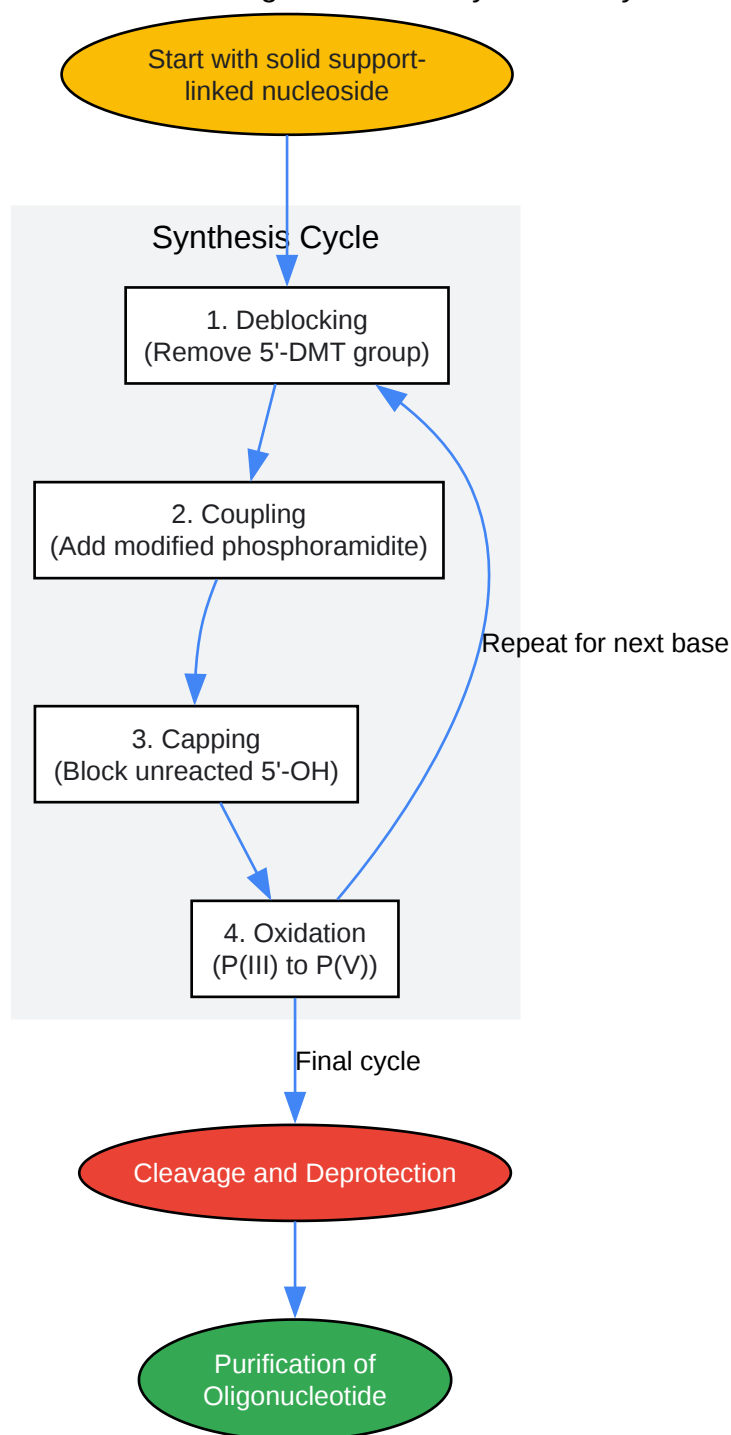 Start with solid support-
linked nucleoside
Synthesis Cycle
1. Deblocking
(Remove 5'-DMT group)
2. Coupling
(Add modified phosphoramidite)
Repeat for next base
3. Capping
(Block unreacted 5'-OH)
4. Oxidation
(P(III) to P(V))
Final cycle
Cleavage and Deprotection
Purification of
Oligonucleotide